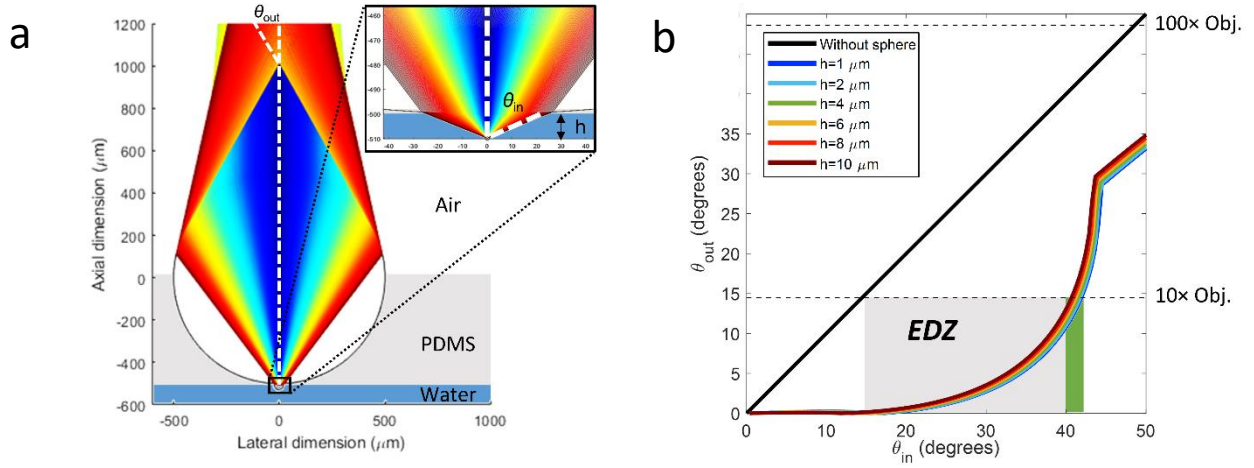 a
θout
Axial dimension (μm)
1200
1000
800
600
400
200
0
-200
-400
-600
-500
0
500
1000
Lateral dimension (μm)
Air
PDMS
Water
-460
-470
-480
-490
-500
-510
-40
-30
-20
-10
0
10
20
30
40
θin
h
b
Without sphere
h=1 μm
h=2 μm
h=4 μm
h=6 μm
h=8 μm
h=10 μm
θout (degrees)
35
30
25
20
15
10
5
0
0
10
20
30
40
50
θin (degrees)
EDZ
100× Obj.
10× Obj.